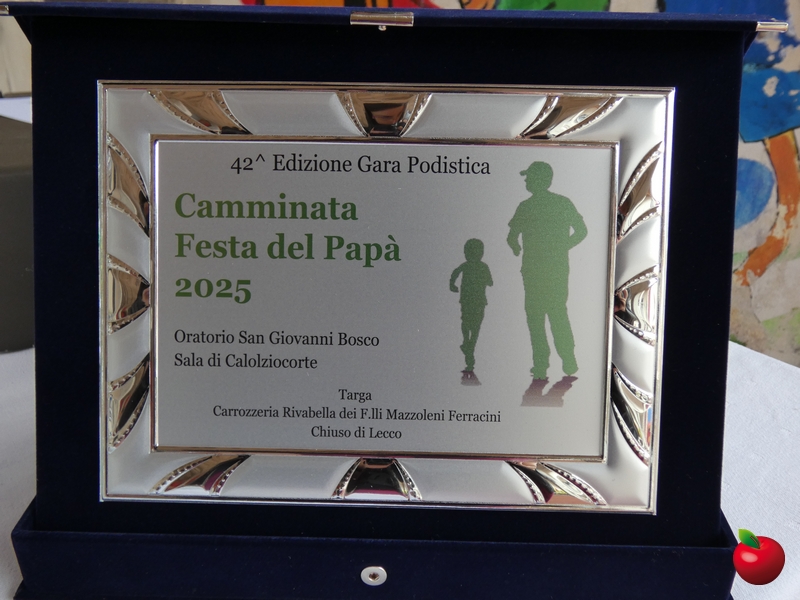 42^ Edizione Gara Podistica
Camminata
Festa del Papà
2025
Oratorio San Giovanni Bosco
Sala di Calolziocorte
Targa
Carrozzeria Rivabella dei F.lli Mazzoleni Ferracini
Chiuso di Lecco